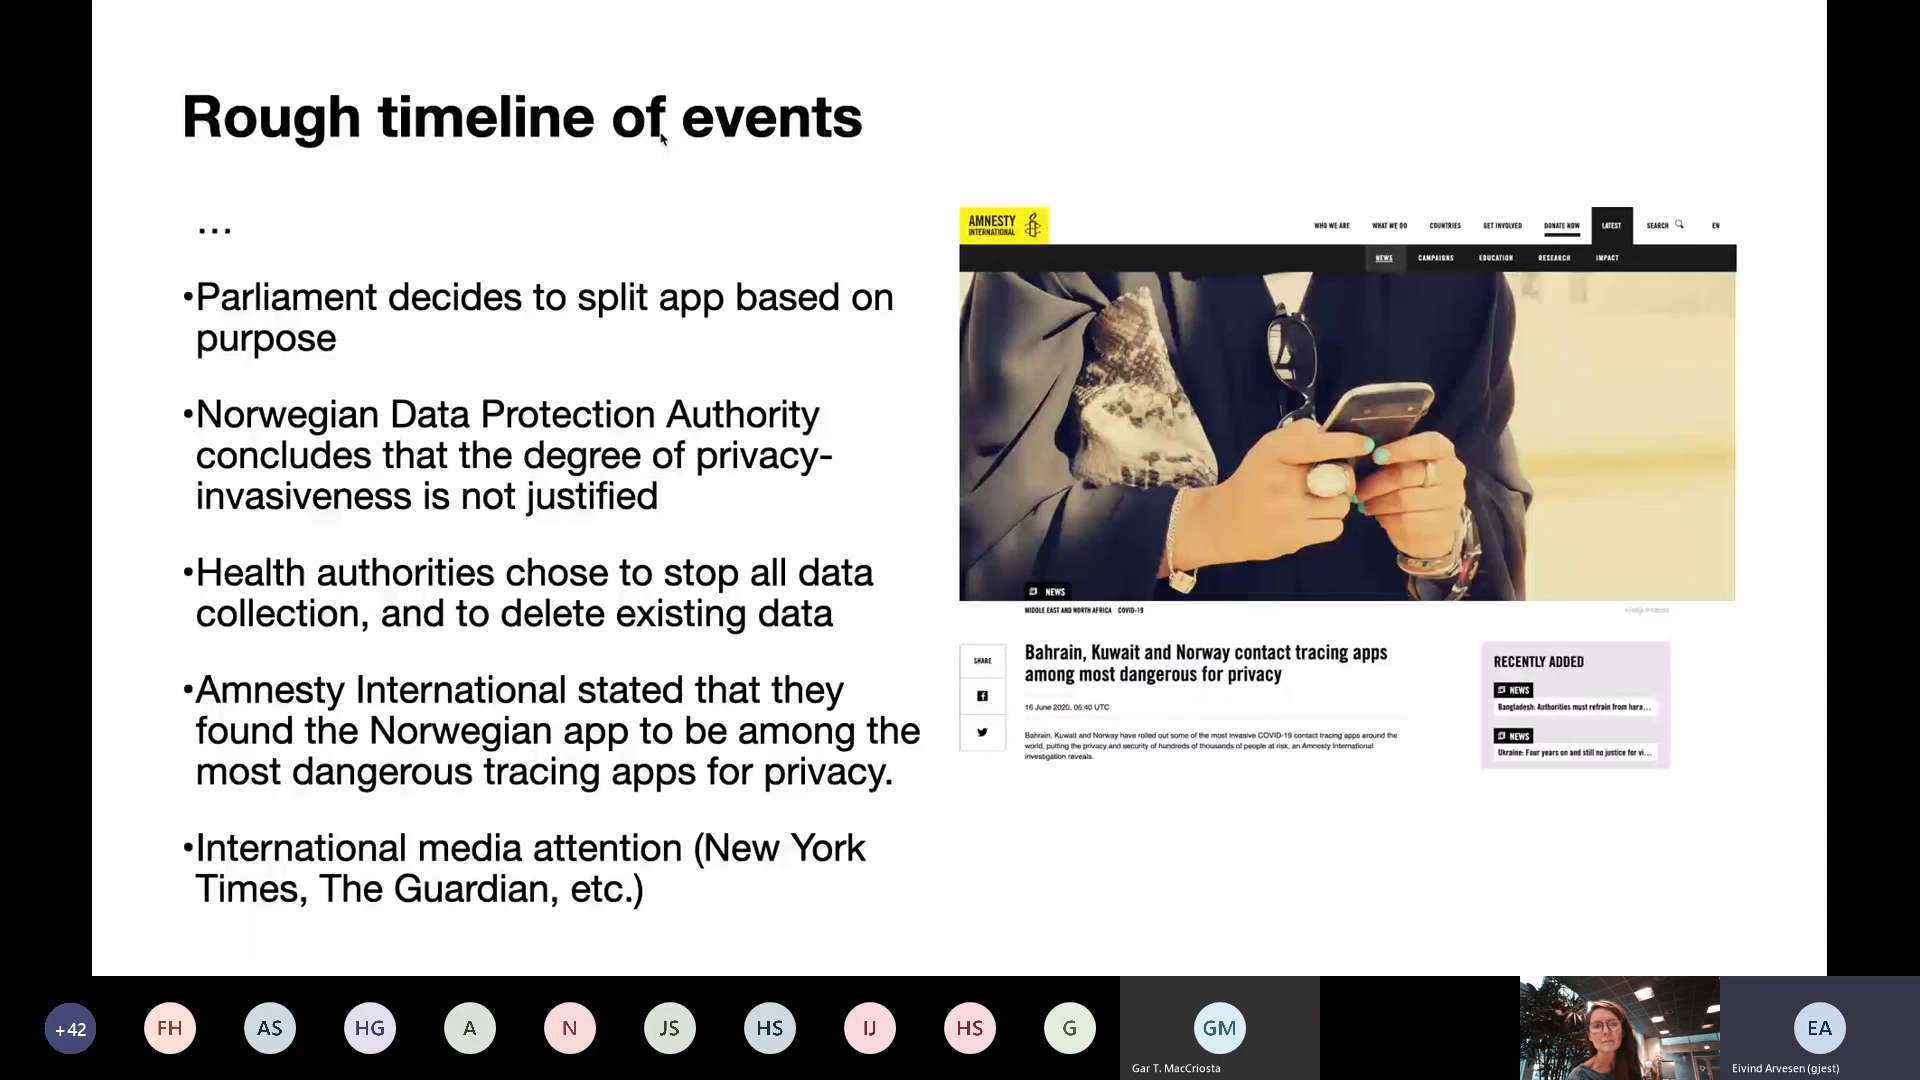 Rough timeline of events
...
•Parliament decides to split app based on
purpose
•Norwegian Data Protection Authority
concludes that the degree of privacy-
invasiveness is not justified
•Health authorities chose to stop all data
collection, and to delete existing data
•Amnesty International stated that they
found the Norwegian app to be among the
most dangerous tracing apps for privacy.
•International media attention (New York
Times, The Guardian, etc.)
AMNESTY
INTERNATIONAL
WHO WE ARE WHAT WE DO COUNTRIES GET INVOLVED DONATE NOW LATEST SEARCH EN
NEWS CAMPAIGNS EDUCATION RESEARCH IMPACT
NEWS
MIDDLE EAST AND NORTH AFRICA COVID-19
SHARE
Bahrain, Kuwait and Norway contact tracing apps
among most dangerous for privacy
16 June 2020, 06:40 UTC
Bahrain, Kuwait and Norway have rolled out some of the most invasive COVID-19 contact tracing apps around the
world, putting the privacy and security of hundreds of thousands of people at risk, an Amnesty International
investigation reveals.
RECENTLY ADDED
NEWS
Bangladesh: Authorities must refrain from hara...
NEWS
Ukraine: Four years on and still no justice for vi...
+42 FH AS HG A N JS HS IJ HS G GM EA
Gar T. MacCriosta
Eivind Arvesen (gjest)